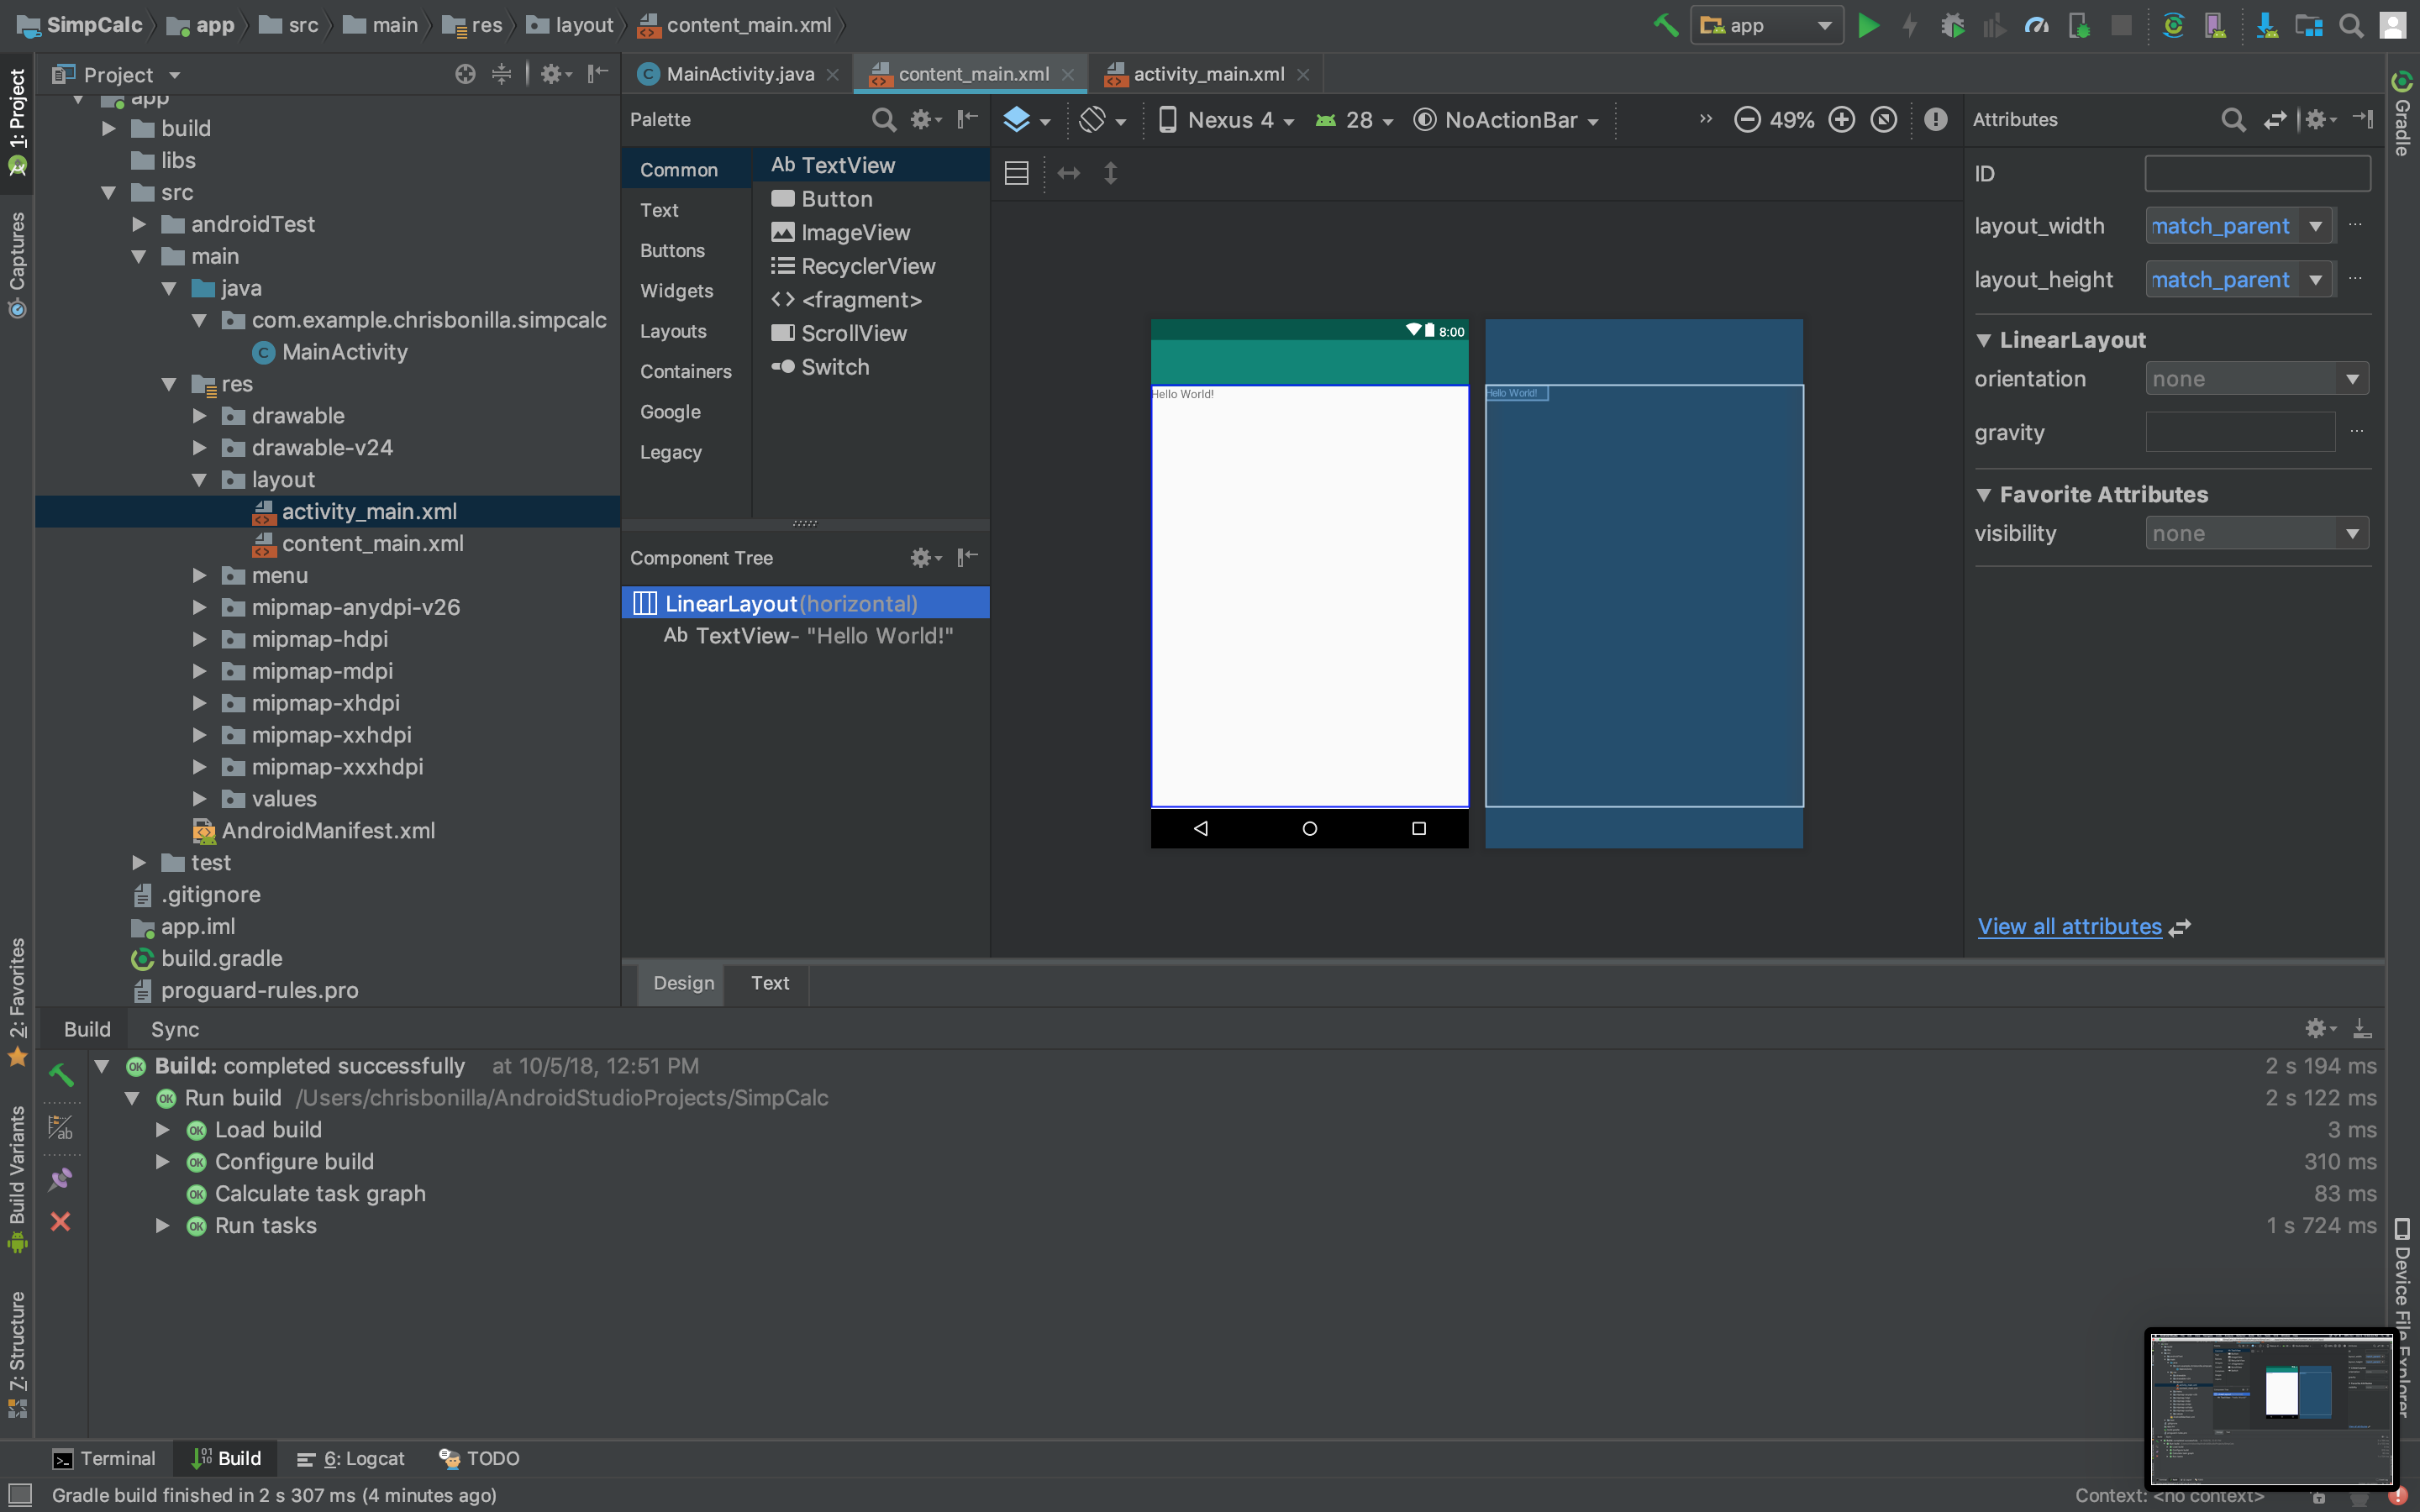 SimpCalc app src main res layout content_main.xml
app
Project
MainActivity.java content_main.xml activity_main.xml
app
build
libs
src
androidTest
main
java
com.example.chrisbonilla.simpcalc
MainActivity
res
drawable
drawable-v24
layout
activity_main.xml
content_main.xml
menu
mipmap-anydpi-v26
mipmap-hdpi
mipmap-mdpi
mipmap-xhdpi
mipmap-xxhdpi
mipmap-xxxhdpi
values
AndroidManifest.xml
test
.gitignore
app.iml
build.gradle
proguard-rules.pro
1: Project
Captures
2: Favorites
Build Variants
7: Structure
Palette
Common
Text
Buttons
Widgets
Layouts
Containers
Google
Legacy
Ab TextView
Button
ImageView
RecyclerView
<fragment>
ScrollView
Switch
Component Tree
LinearLayout(horizontal)
Ab TextView- "Hello World!"
Nexus 4 28 NoActionBar 49%
8:00
Hello World!
Hello World!
Design Text
Attributes
ID
layout_width match_parent
layout_height match_parent
LinearLayout
orientation none
gravity
Favorite Attributes
visibility none
View all attributes
Gradle
Device File Explorer
Build Sync
Build: completed successfully at 10/5/18, 12:51 PM 2 s 194 ms
Run build /Users/chrisbonilla/AndroidStudioProjects/SimpCalc 2 s 122 ms
Load build 3 ms
Configure build 310 ms
Calculate task graph 83 ms
Run tasks 1 s 724 ms
Terminal Build 6: Logcat TODO
Gradle build finished in 2 s 307 ms (4 minutes ago)
Context: <no context>